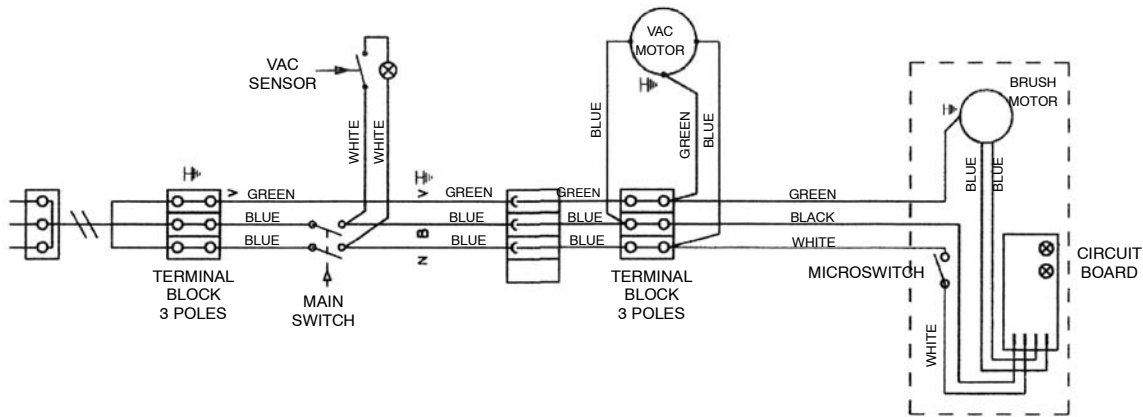 VAC
SENSOR
WHITE
WHITE
VAC
MOTOR
BLUE
GREEN
BLUE
BRUSH
MOTOR
BLUE
BLUE
V
GREEN
V
GREEN
GREEN
GREEN
BLUE
B
BLUE
BLUE
BLACK
BLUE
N
BLUE
BLUE
WHITE
TERMINAL
BLOCK
3 POLES
MAIN
SWITCH
TERMINAL
BLOCK
3 POLES
MICROSWITCH
WHITE
CIRCUIT
BOARD